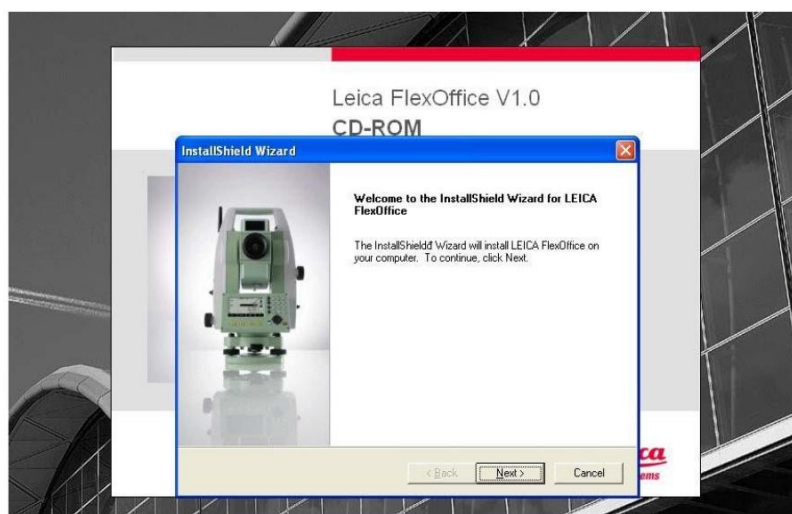 Leica FlexOffice V1.0
CD-ROM
InstallShield Wizard
Welcome to the InstallShield Wizard for LEICA
FlexOffice
The InstallShield® Wizard will install LEICA FlexOffice on
your computer. To continue, click Next.
< Back
Next >
Cancel
ca
ems